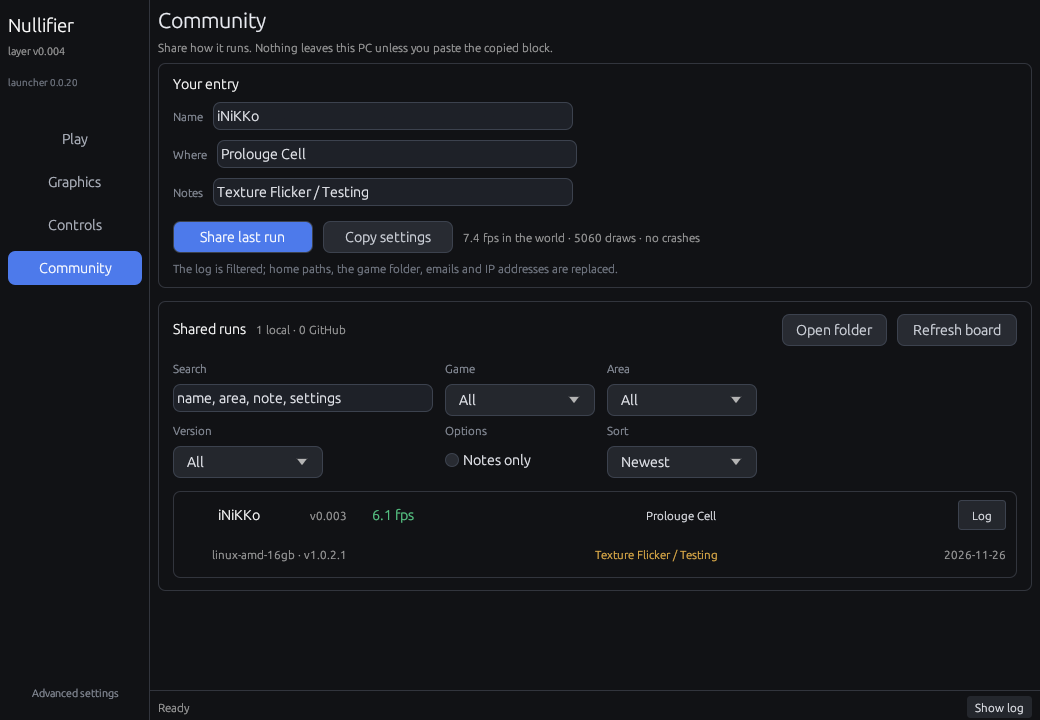 Nullifier
layer v0.004
launcher 0.0.20
Play
Graphics
Controls
Community
Advanced settings
Community
Share how it runs. Nothing leaves this PC unless you paste the copied block.
Your entry
Name iNiKKo
Where Prolouge Cell
Notes Texture Flicker / Testing
Share last run Copy settings 7.4 fps in the world · 5060 draws · no crashes
The log is filtered; home paths, the game folder, emails and IP addresses are replaced.
Shared runs 1 local · 0 GitHub Open folder Refresh board
Search Game Area
name, area, note, settings All All
Version Options Sort
All Notes only Newest
iNiKKo v0.003 6.1 fps Prolouge Cell Log
linux-amd-16gb · v1.0.2.1 Texture Flicker / Testing 2026-11-26
Ready Show log